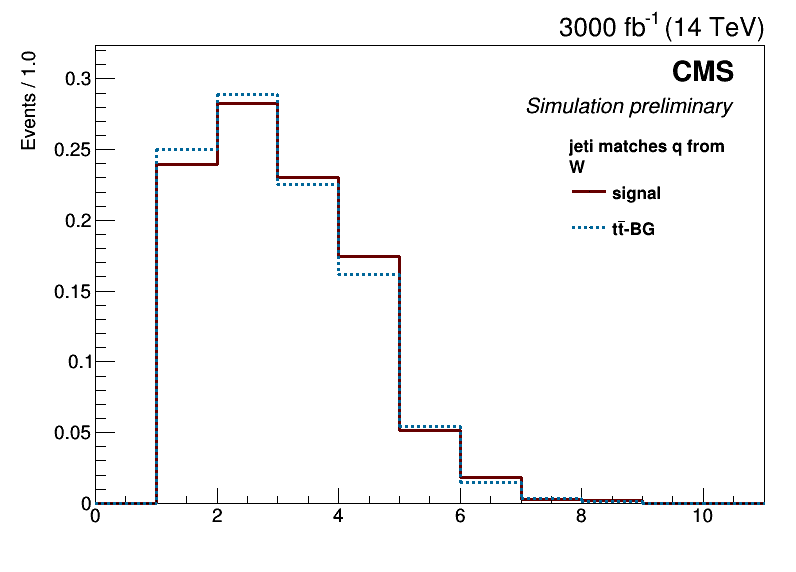 3000 fb⁻¹ (14 TeV)
Events / 1.0
CMS
Simulation preliminary
jeti matches q from
W
signal
tt̄-BG
0.3
0.25
0.2
0.15
0.1
0.05
0
0 2 4 6 8 10